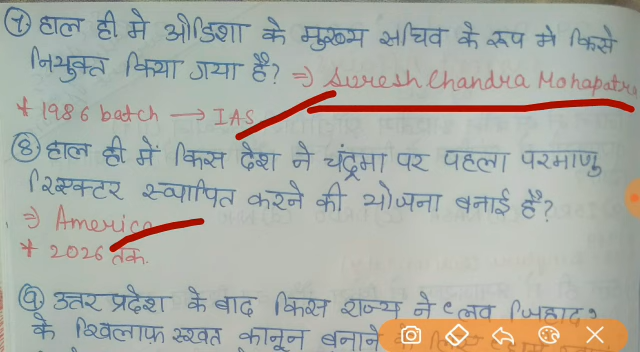 7) हाल ही में ओडिशा के मुख्य सचिव के रूप मे किसे
नियुक्त किया गया है? ⇒ Suresh Chandra Mohapatra
* 1986 batch → IAS
8) हाल ही में किस देश ने चंद्रमा पर पहला परमाणु
रिएक्टर स्थापित करने की योजना बनाई है?
⇒ America
* 2026 तक.
9) उत्तर प्रदेश के बाद किस राज्य ने 'लव जिहाद'
के खिलाफ सख्त कानून बनाने